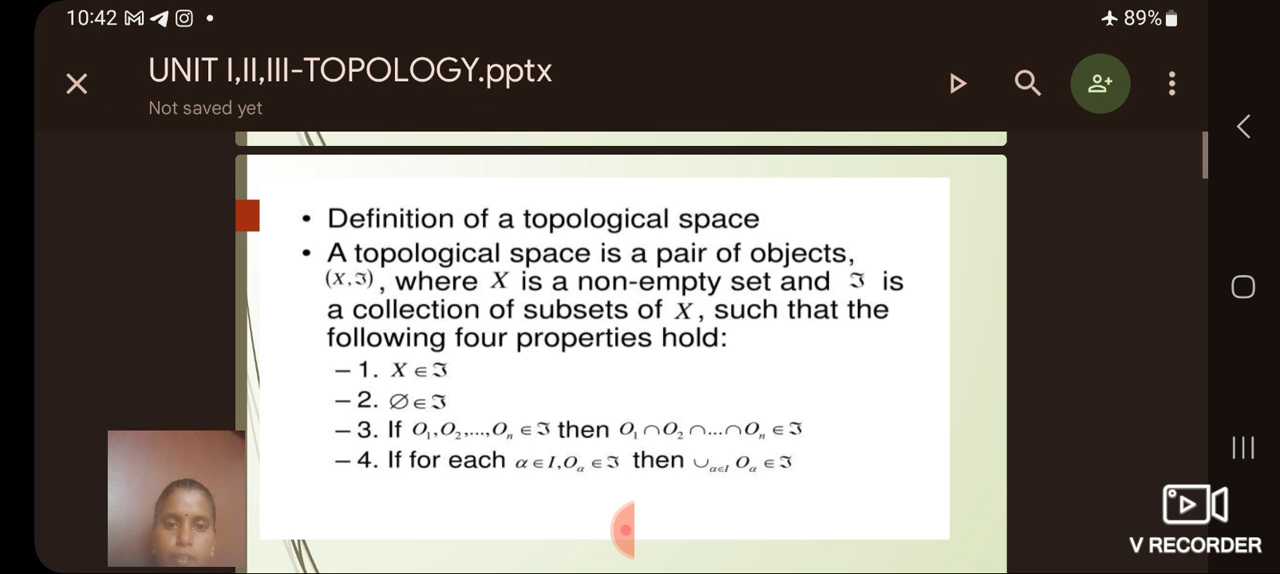 10:42 89%
UNIT I,II,III-TOPOLOGY.pptx
Not saved yet
• Definition of a topological space
• A topological space is a pair of objects,
(X,ℑ), where X is a non-empty set and ℑ is
a collection of subsets of X, such that the
following four properties hold:
– 1. X∈ℑ
– 2. ∅∈ℑ
– 3. If O₁,O₂,...,Oₙ ∈ℑ then O₁∩O₂∩...∩Oₙ ∈ℑ
– 4. If for each α∈I,O_α ∈ℑ then ∪_{α∈I} O_α ∈ℑ
V RECORDER